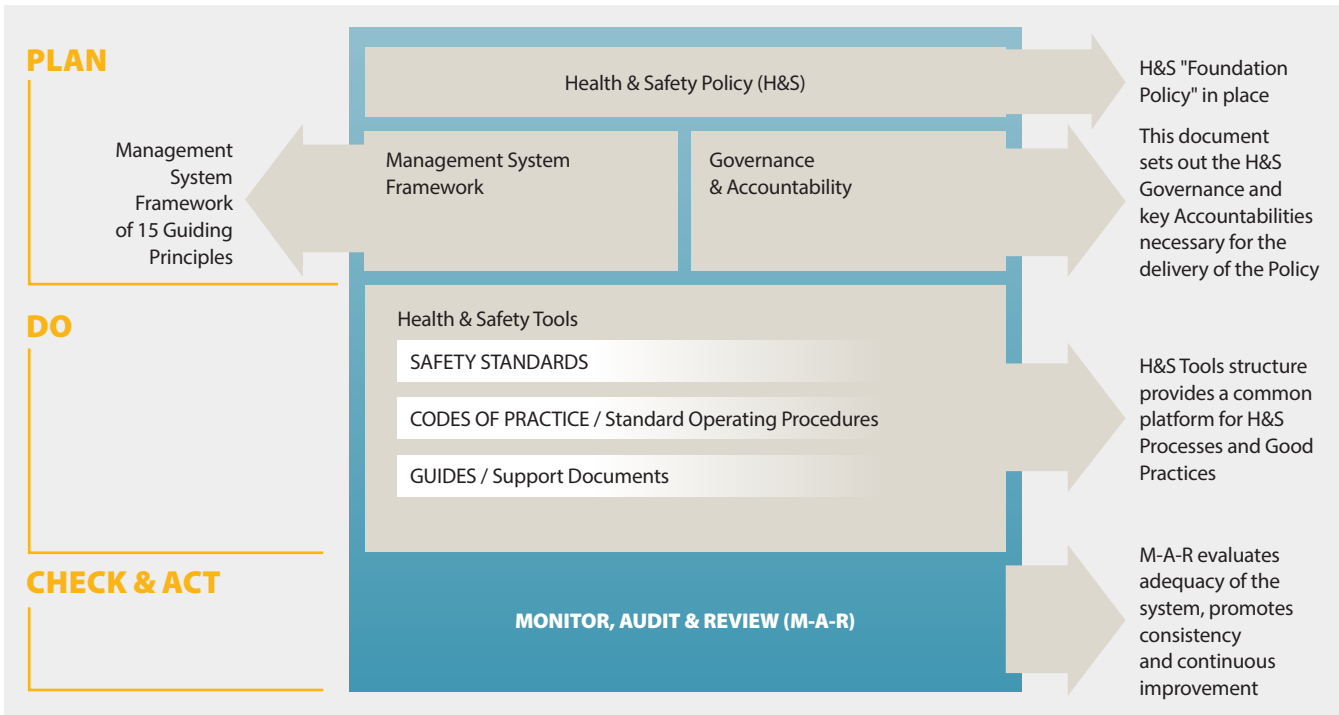 PLAN
Health & Safety Policy (H&S)
H&S "Foundation
Policy" in place
Management
System
Framework
of 15 Guiding
Principles
Management System
Framework
Governance
& Accountability
This document
sets out the H&S
Governance and
key Accountabilities
necessary for the
delivery of the Policy
DO
Health & Safety Tools
SAFETY STANDARDS
CODES OF PRACTICE / Standard Operating Procedures
GUIDES / Support Documents
H&S Tools structure
provides a common
platform for H&S
Processes and Good
Practices
CHECK & ACT
MONITOR, AUDIT & REVIEW (M-A-R)
M-A-R evaluates
adequacy of the
system, promotes
consistency
and continuous
improvement